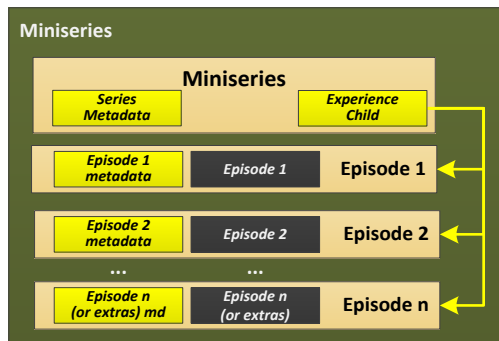 Miniseries
Miniseries
Series
Metadata
Experience
Child
Episode 1
metadata
Episode 1
Episode 1
Episode 2
metadata
Episode 2
Episode 2
...
...
Episode n
(or extras) md
Episode n
(or extras)
Episode n